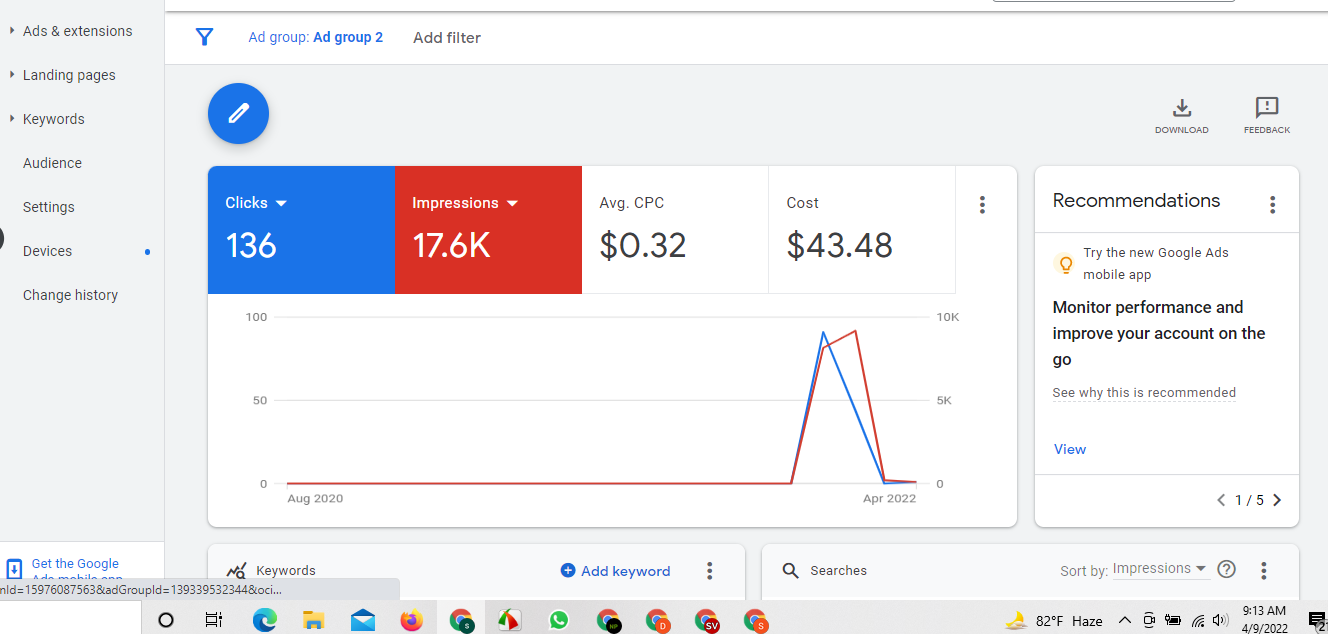 Ads & extensions
Landing pages
Keywords
Audience
Settings
Devices
Change history
Get the Google
mId=15976087563&adGroupId=139339532344&oci...
Ad group: Ad group 2 Add filter
DOWNLOAD
FEEDBACK
Clicks
136
Impressions
17.6K
Avg. CPC
$0.32
Cost
$43.48
100
50
0
10K
5K
0
Aug 2020
Apr 2022
Recommendations
Try the new Google Ads
mobile app
Monitor performance and
improve your account on the
go
See why this is recommended
View
1 / 5
Keywords
Add keyword
Searches
Sort by: Impressions
S
NP
D
SV
S
82°F Haze
9:13 AM
4/9/2022
2